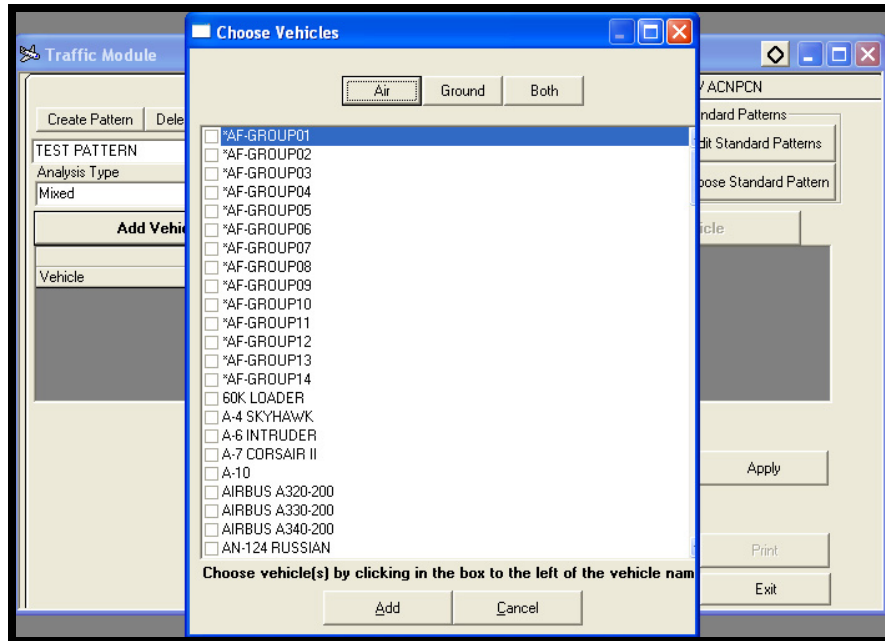 Choose Vehicles
Traffic Module
Air Ground Both
/ ACNPCN
Create Pattern Dele
ndard Patterns
TEST PATTERN
dit Standard Patterns
Analysis Type
Mixed
oose Standard Pattern
Add Vehi
icle
Vehicle
*AF-GROUP01
*AF-GROUP02
*AF-GROUP03
*AF-GROUP04
*AF-GROUP05
*AF-GROUP06
*AF-GROUP07
*AF-GROUP08
*AF-GROUP09
*AF-GROUP10
*AF-GROUP11
*AF-GROUP12
*AF-GROUP13
*AF-GROUP14
60K LOADER
A-4 SKYHAWK
A-6 INTRUDER
A-7 CORSAIR II
A-10
AIRBUS A320-200
AIRBUS A330-200
AIRBUS A340-200
AN-124 RUSSIAN
Choose vehicle(s) by clicking in the box to the left of the vehicle nam
Add Cancel
Apply
Print
Exit